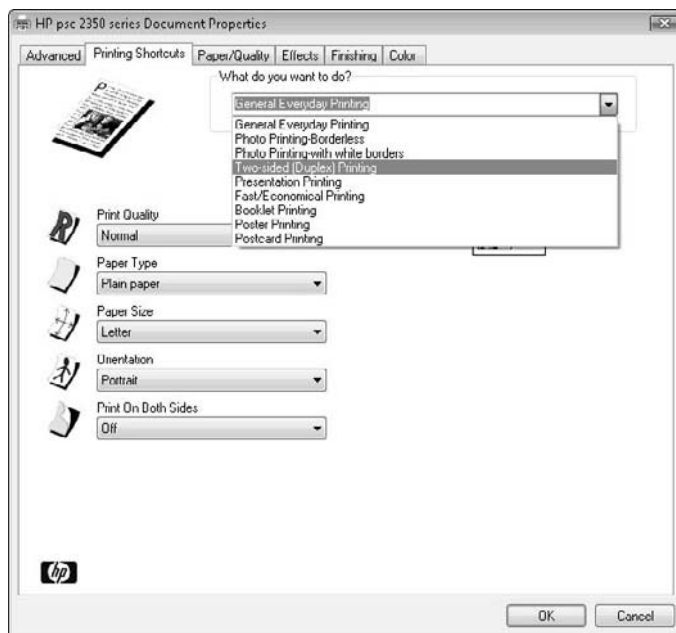 HP psc 2350 series Document Properties
Advanced Printing Shortcuts Paper/Quality Effects Finishing Color
What do you want to do?
General Everyday Printing
General Everyday Printing
Photo Printing-Borderless
Photo Printing-with white borders
Two-sided (Duplex) Printing
Presentation Printing
Fast/Economical Printing
Booklet Printing
Poster Printing
Postcard Printing
Print Quality
Normal
Paper Type
Plain paper
Paper Size
Letter
Orientation
Portrait
Print On Both Sides
Off
hp
OK Cancel